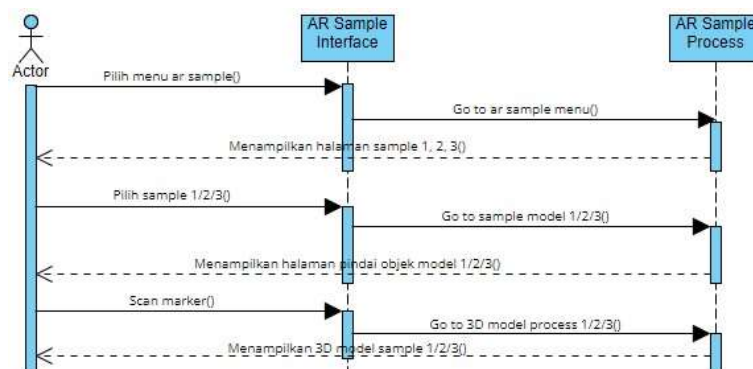 AR Sample
Interface
AR Sample
Process
Actor
Pilih menu ar sample()
Go to ar sample menu()
Menampilkan halaman sample 1, 2, 3()
Pilih sample 1/2/3()
Go to sample model 1/2/3()
Menampilkan halaman pindai objek model 1/2/3()
Scan marker()
Go to 3D model process 1/2/3()
Menampilkan 3D model sample 1/2/3()